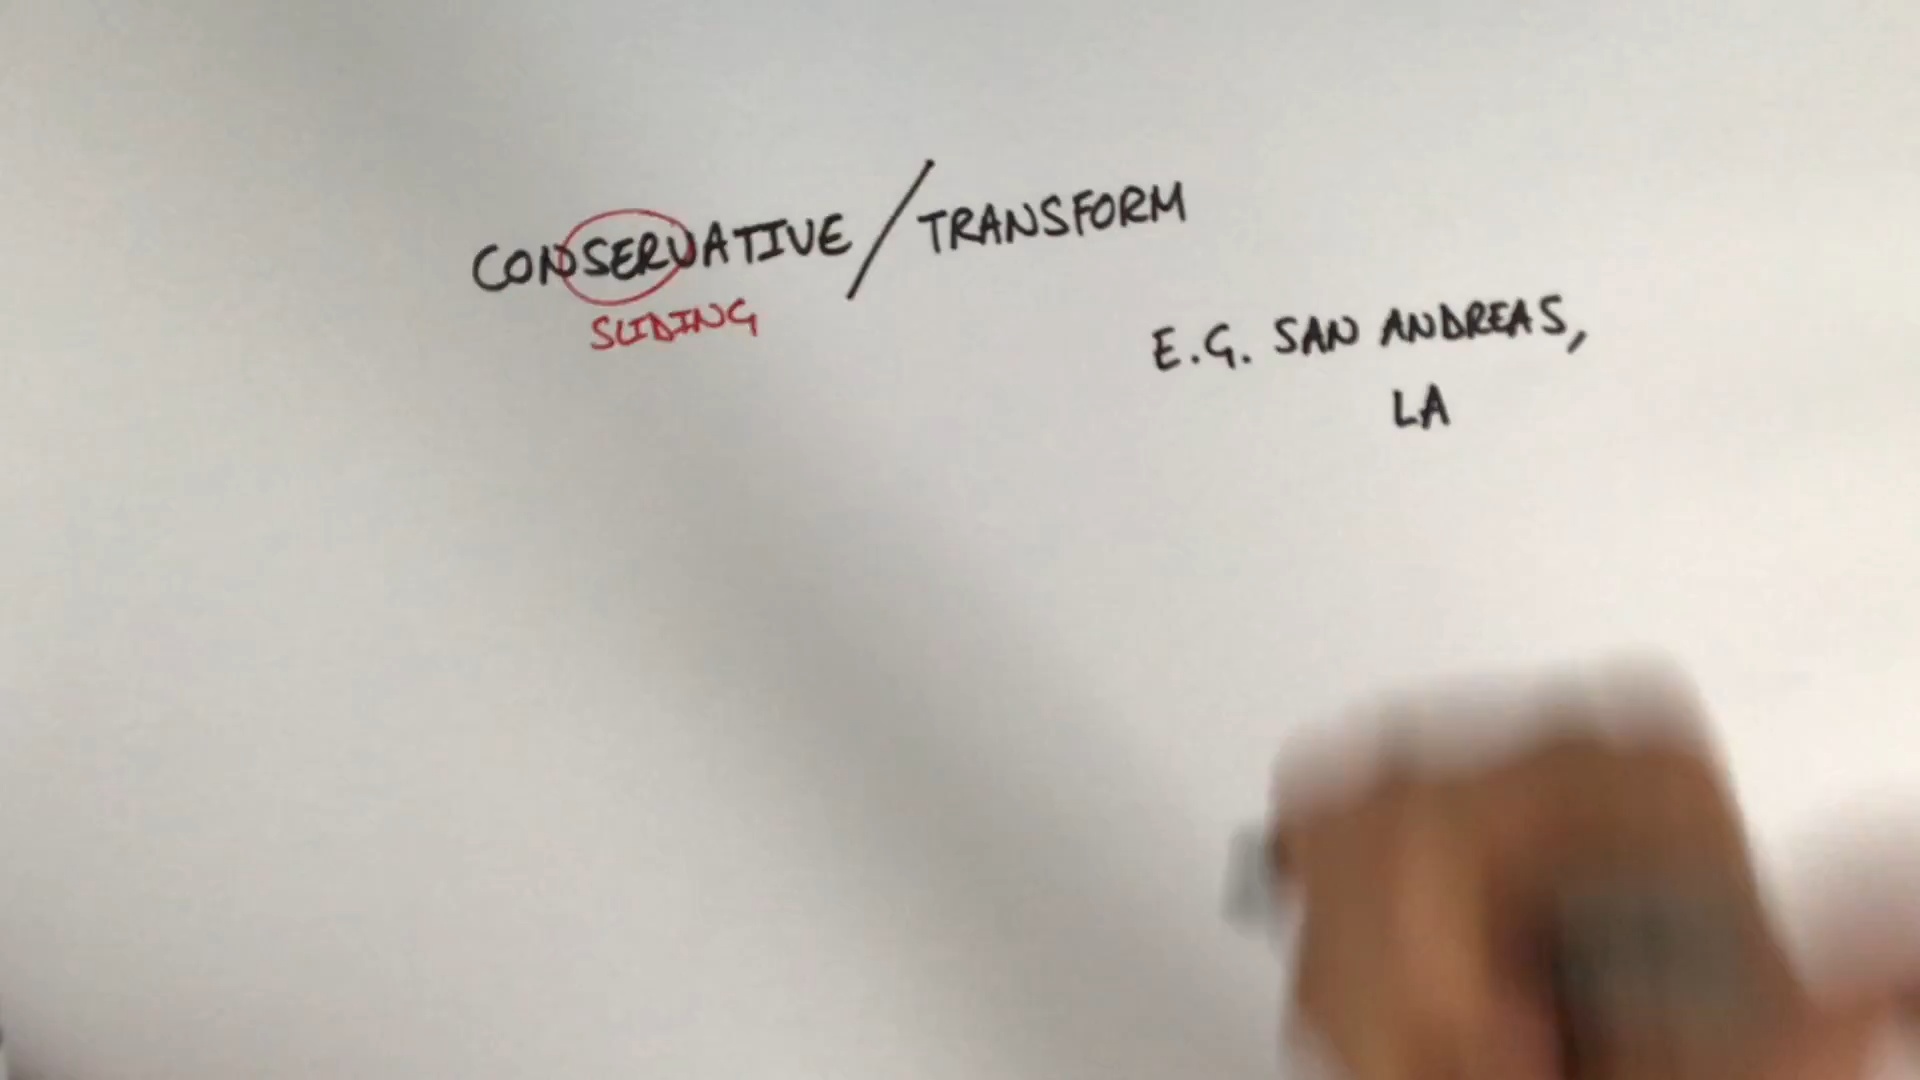 CONSERVATIVE / TRANSFORM
SLIDING
E.G. SAN ANDREAS,
LA